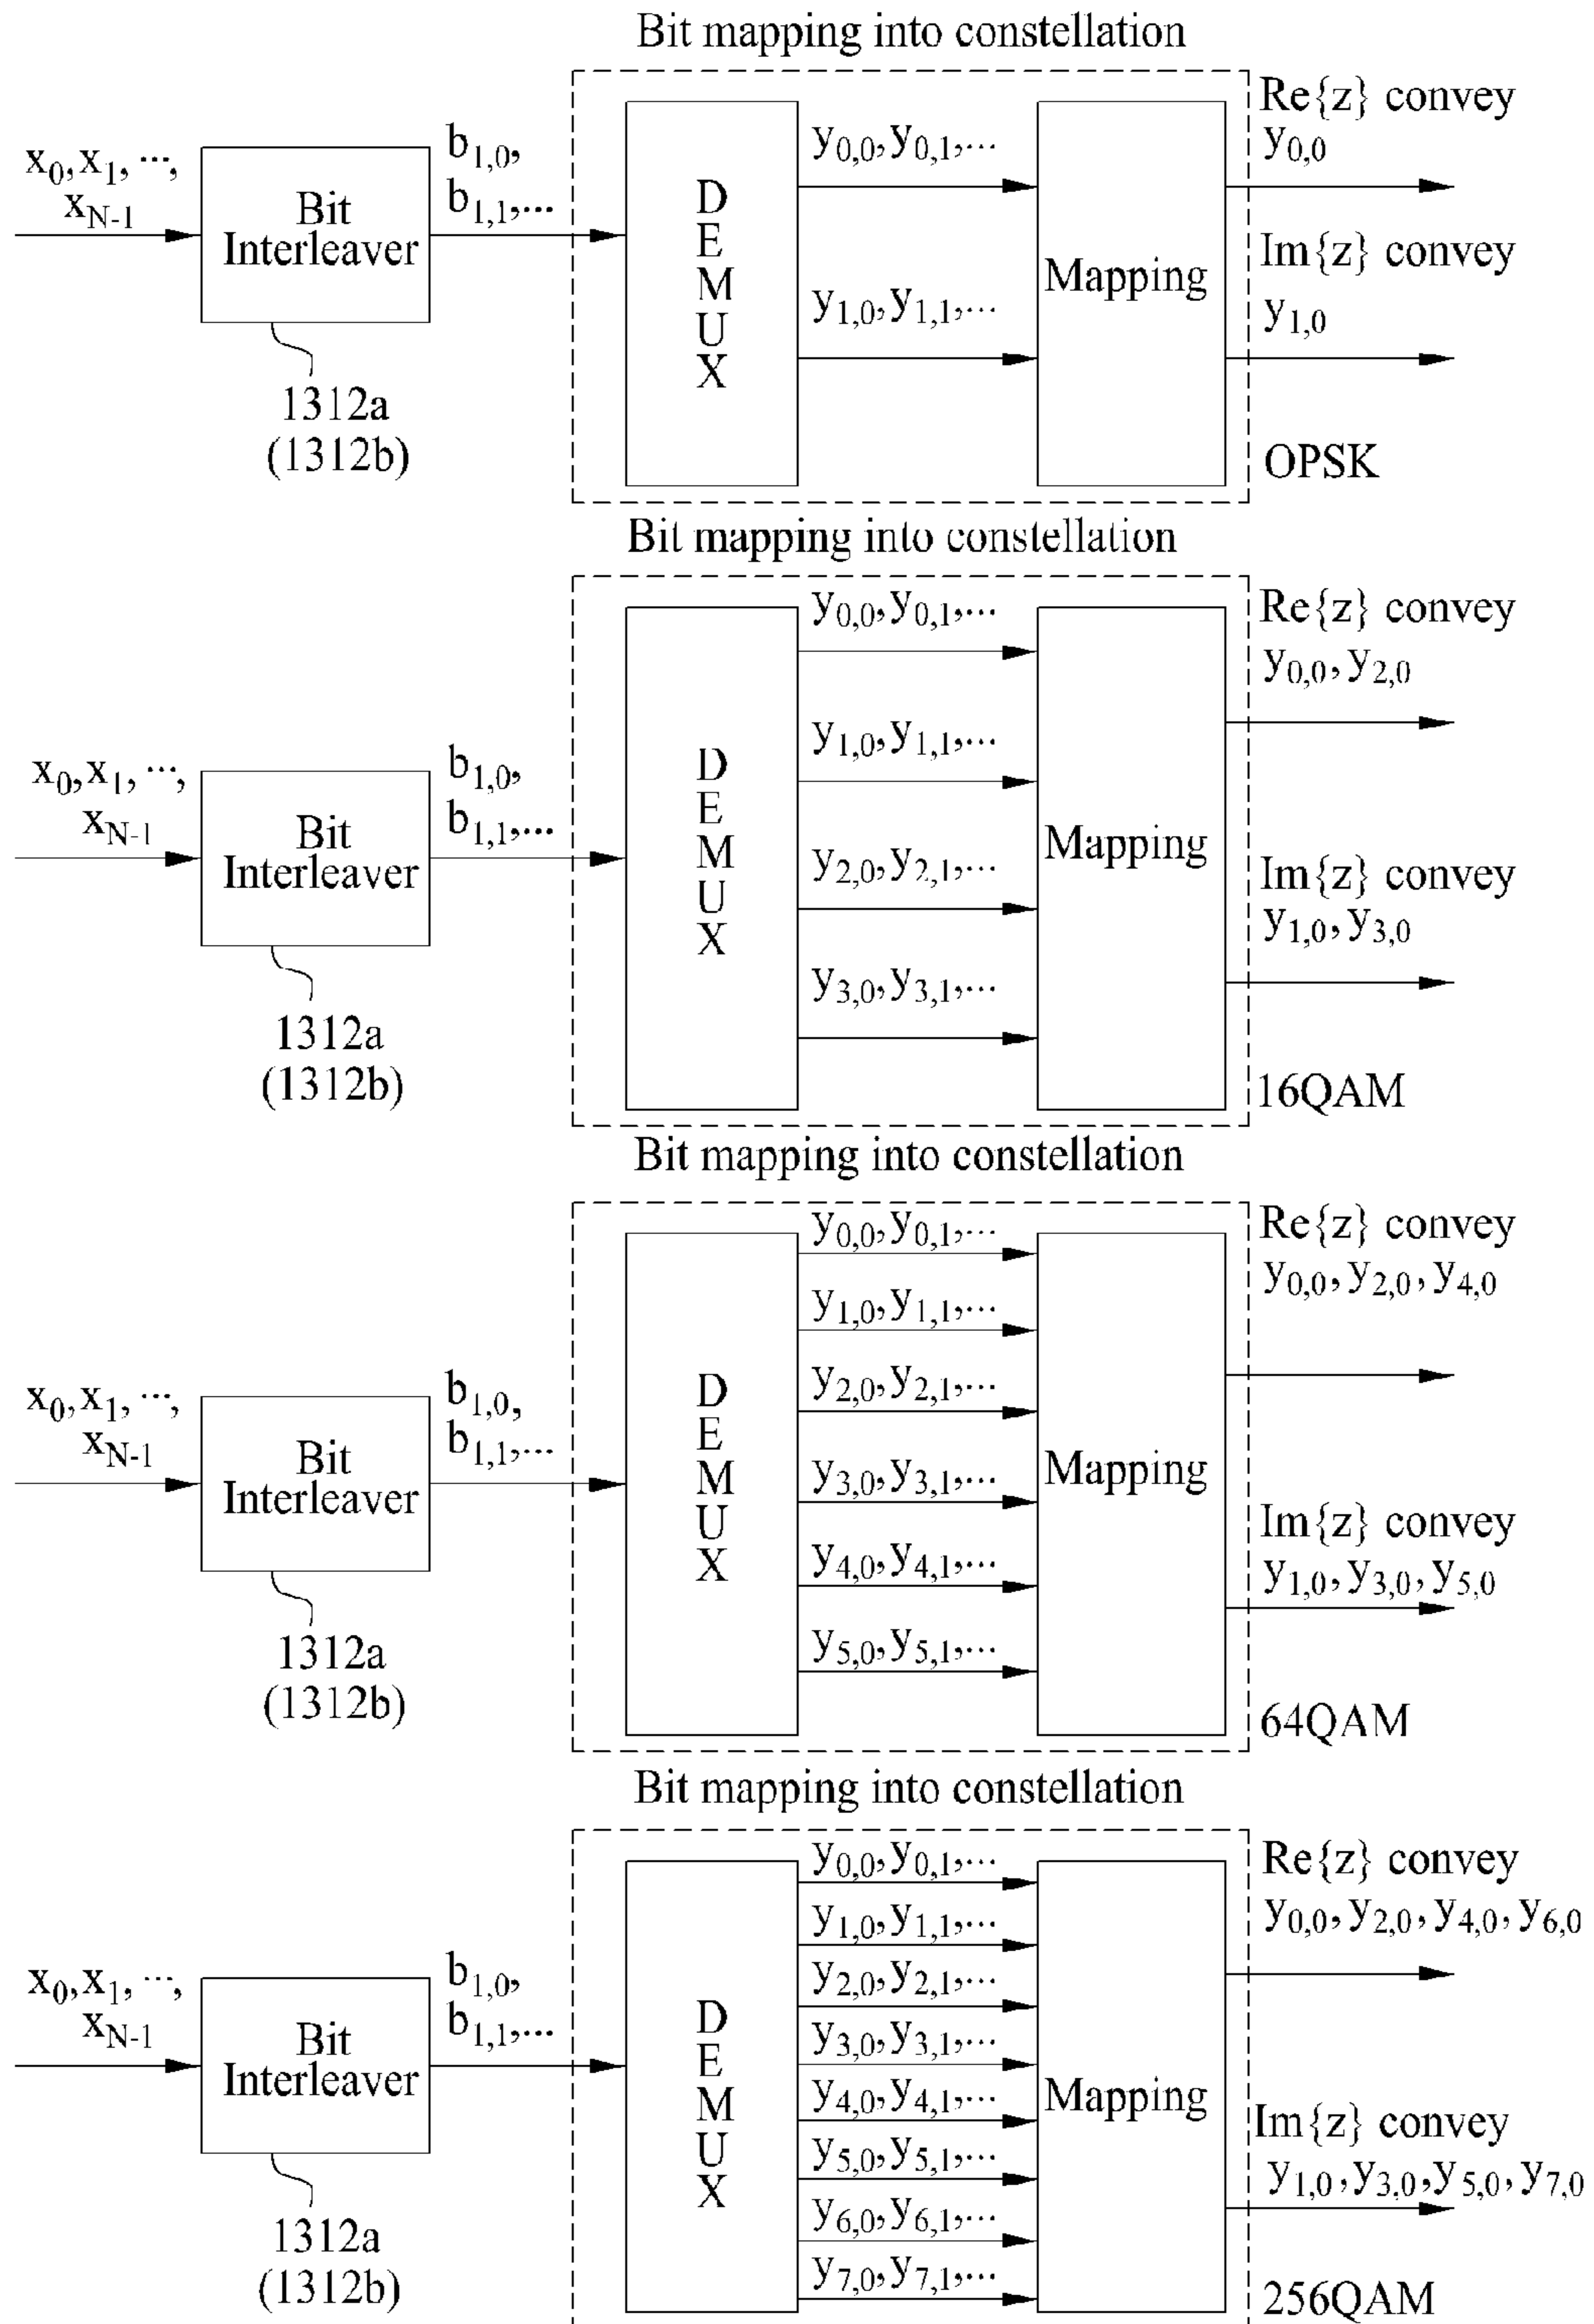 Bit mapping into constellation
x0,x1, ...,
xN-1
Bit
Interleaver
1312a
(1312b)
b1,0,
b1,1,...
DEMUX
y0,0,y0,1,...
y1,0,y1,1,...
Mapping
Re{z} convey
y0,0
Im{z} convey
y1,0
OPSK
Bit mapping into constellation
x0,x1, ...,
xN-1
Bit
Interleaver
1312a
(1312b)
b1,0,
b1,1,...
DEMUX
y0,0,y0,1,...
y1,0,y1,1,...
y2,0,y2,1,...
y3,0,y3,1,...
Mapping
Re{z} convey
y0,0,y2,0
Im{z} convey
y1,0,y3,0
16QAM
Bit mapping into constellation
x0,x1, ...,
xN-1
Bit
Interleaver
1312a
(1312b)
b1,0,
b1,1,...
DEMUX
y0,0,y0,1,...
y1,0,y1,1,...
y2,0,y2,1,...
y3,0,y3,1,...
y4,0,y4,1,...
y5,0,y5,1,...
Mapping
Re{z} convey
y0,0,y2,0,y4,0
Im{z} convey
y1,0,y3,0,y5,0
64QAM
Bit mapping into constellation
x0,x1, ...,
xN-1
Bit
Interleaver
1312a
(1312b)
b1,0,
b1,1,...
DEMUX
y0,0,y0,1,...
y1,0,y1,1,...
y2,0,y2,1,...
y3,0,y3,1,...
y4,0,y4,1,...
y5,0,y5,1,...
y6,0,y6,1,...
y7,0,y7,1,...
Mapping
Re{z} convey
y0,0,y2,0,y4,0,y6,0
Im{z} convey
y1,0,y3,0,y5,0,y7,0
256QAM